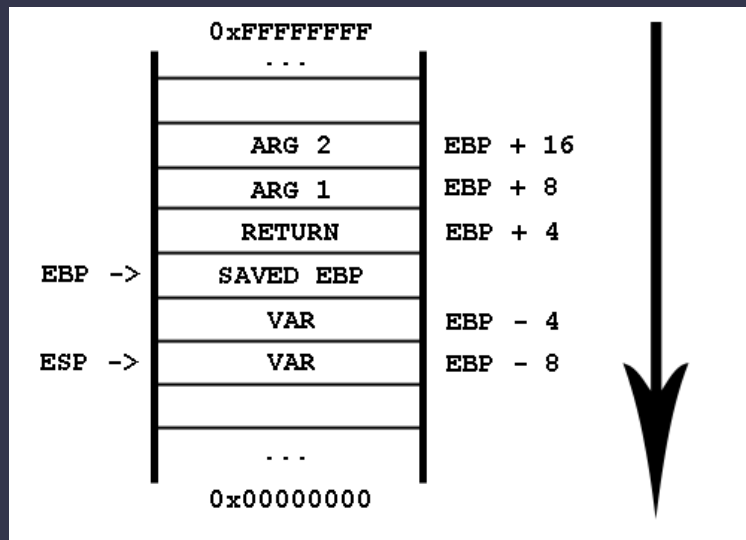 0xFFFFFFFF
...
ARG 2 EBP + 16
ARG 1 EBP + 8
RETURN EBP + 4
EBP -> SAVED EBP
VAR EBP - 4
ESP -> VAR EBP - 8
...
0x00000000